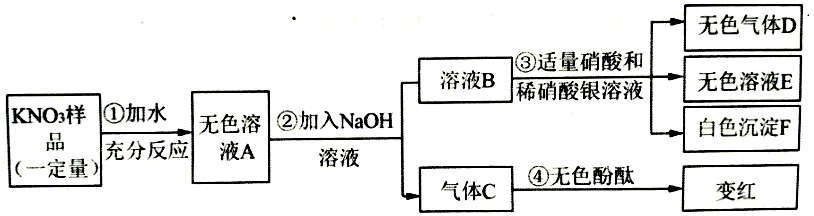 KNO₃样
品
(一定量)
①加水
充分反应
无色溶
液A
②加入NaOH
溶液
溶液B
③适量硝酸和
稀硝酸银溶液
无色气体D
无色溶液E
白色沉淀F
气体C
④无色酚酞
变红